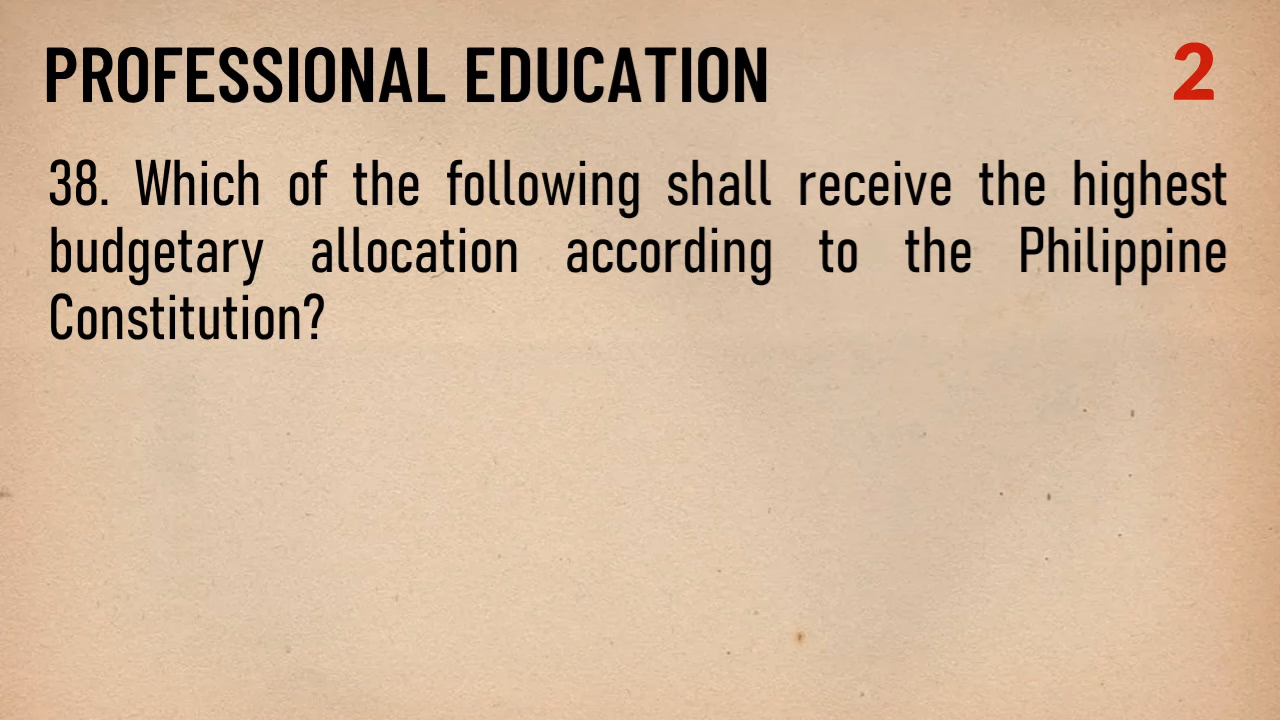 PROFESSIONAL EDUCATION 2
38. Which of the following shall receive the highest
budgetary allocation according to the Philippine
Constitution?